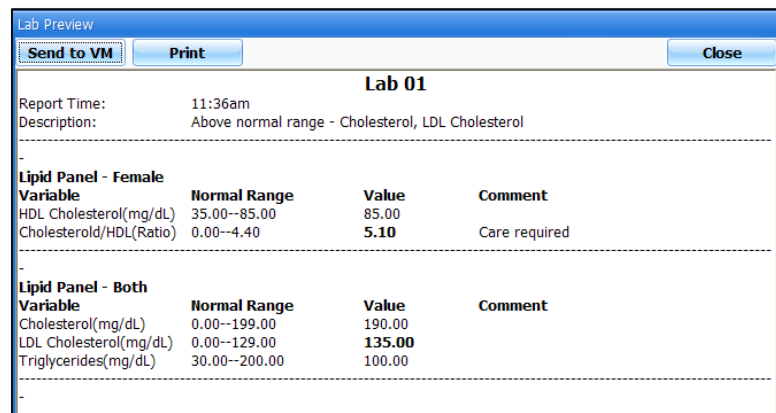 Lab Preview
Send to VM Print Close
Lab 01
Report Time: 11:36am
Description: Above normal range - Cholesterol, LDL Cholesterol
-
Lipid Panel - Female
Variable Normal Range Value Comment
HDL Cholesterol(mg/dL) 35.00--85.00 85.00
Cholesterold/HDL(Ratio) 0.00--4.40 5.10 Care required
-
Lipid Panel - Both
Variable Normal Range Value Comment
Cholesterol(mg/dL) 0.00--199.00 190.00
LDL Cholesterol(mg/dL) 0.00--129.00 135.00
Triglycerides(mg/dL) 30.00--200.00 100.00
-